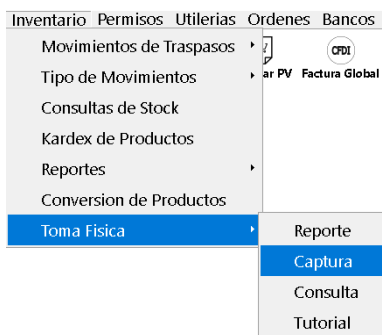 Inventario Permisos Utilerias Ordenes Bancos
Movimientos de Traspasos
CFDI
Tipo de Movimientos
ar PV Factura Global
Consultas de Stock
Kardex de Productos
Reportes
Conversion de Productos
Toma Fisica
Reporte
Captura
Consulta
Tutorial